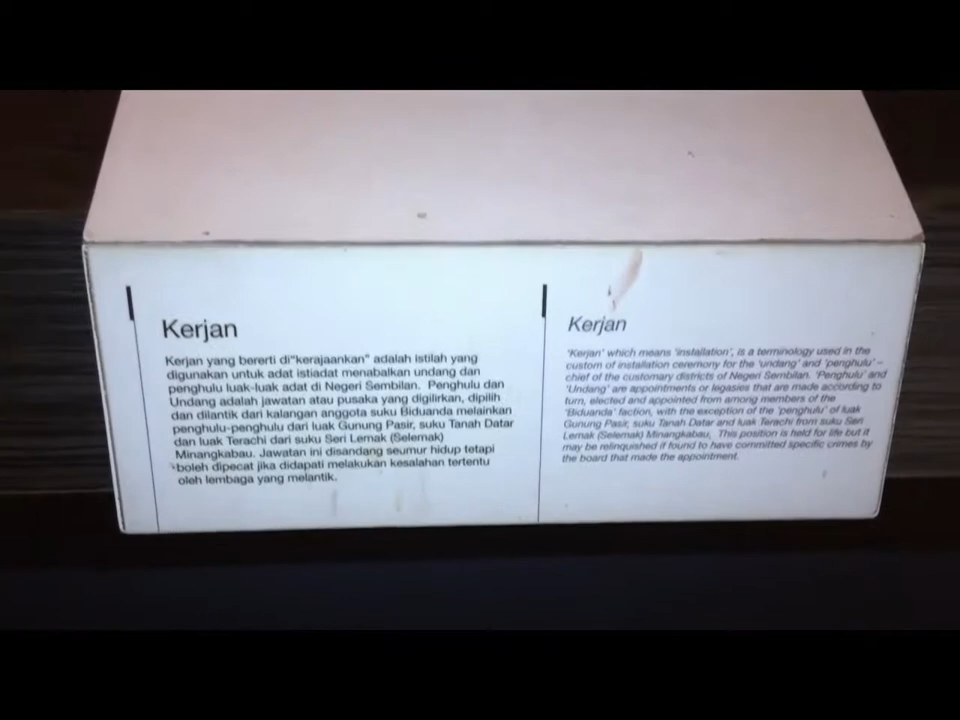 Kerjan
Kerjan yang bererti di"kerajaankan" adalah istilah yang
digunakan untuk adat istiadat menabalkan undang dan
penghulu luak-luak adat di Negeri Sembilan. Penghulu dan
Undang adalah jawatan atau pusaka yang digilirkan, dipilih
dan dilantik dari kalangan anggota suku Biduanda melainkan
penghulu-penghulu dari luak Gunung Pasir, suku Tanah Datar
dan luak Terachi dari suku Seri Lemak (Selemak)
Minangkabau. Jawatan ini disandang seumur hidup tetapi
boleh dipecat jika didapati melakukan kesalahan tertentu
oleh lembaga yang melantik.
Kerjan
'Kerjan' which means 'installation', is a terminology used in the
custom of installation ceremony for the 'undang' and 'penghulu' –
chief of the customary districts of Negeri Sembilan. 'Penghulu' and
'Undang' are appointments or legasies that are made according to
turn, elected and appointed from among members of the
'Biduanda' faction, with the exception of the 'penghulu' of luak
Gunung Pasir, suku Tanah Datar and luak Terachi from suku Seri
Lemak (Selemak) Minangkabau. This position is held for life but it
may be relinquished if found to have committed specific crimes by
the board that made the appointment.